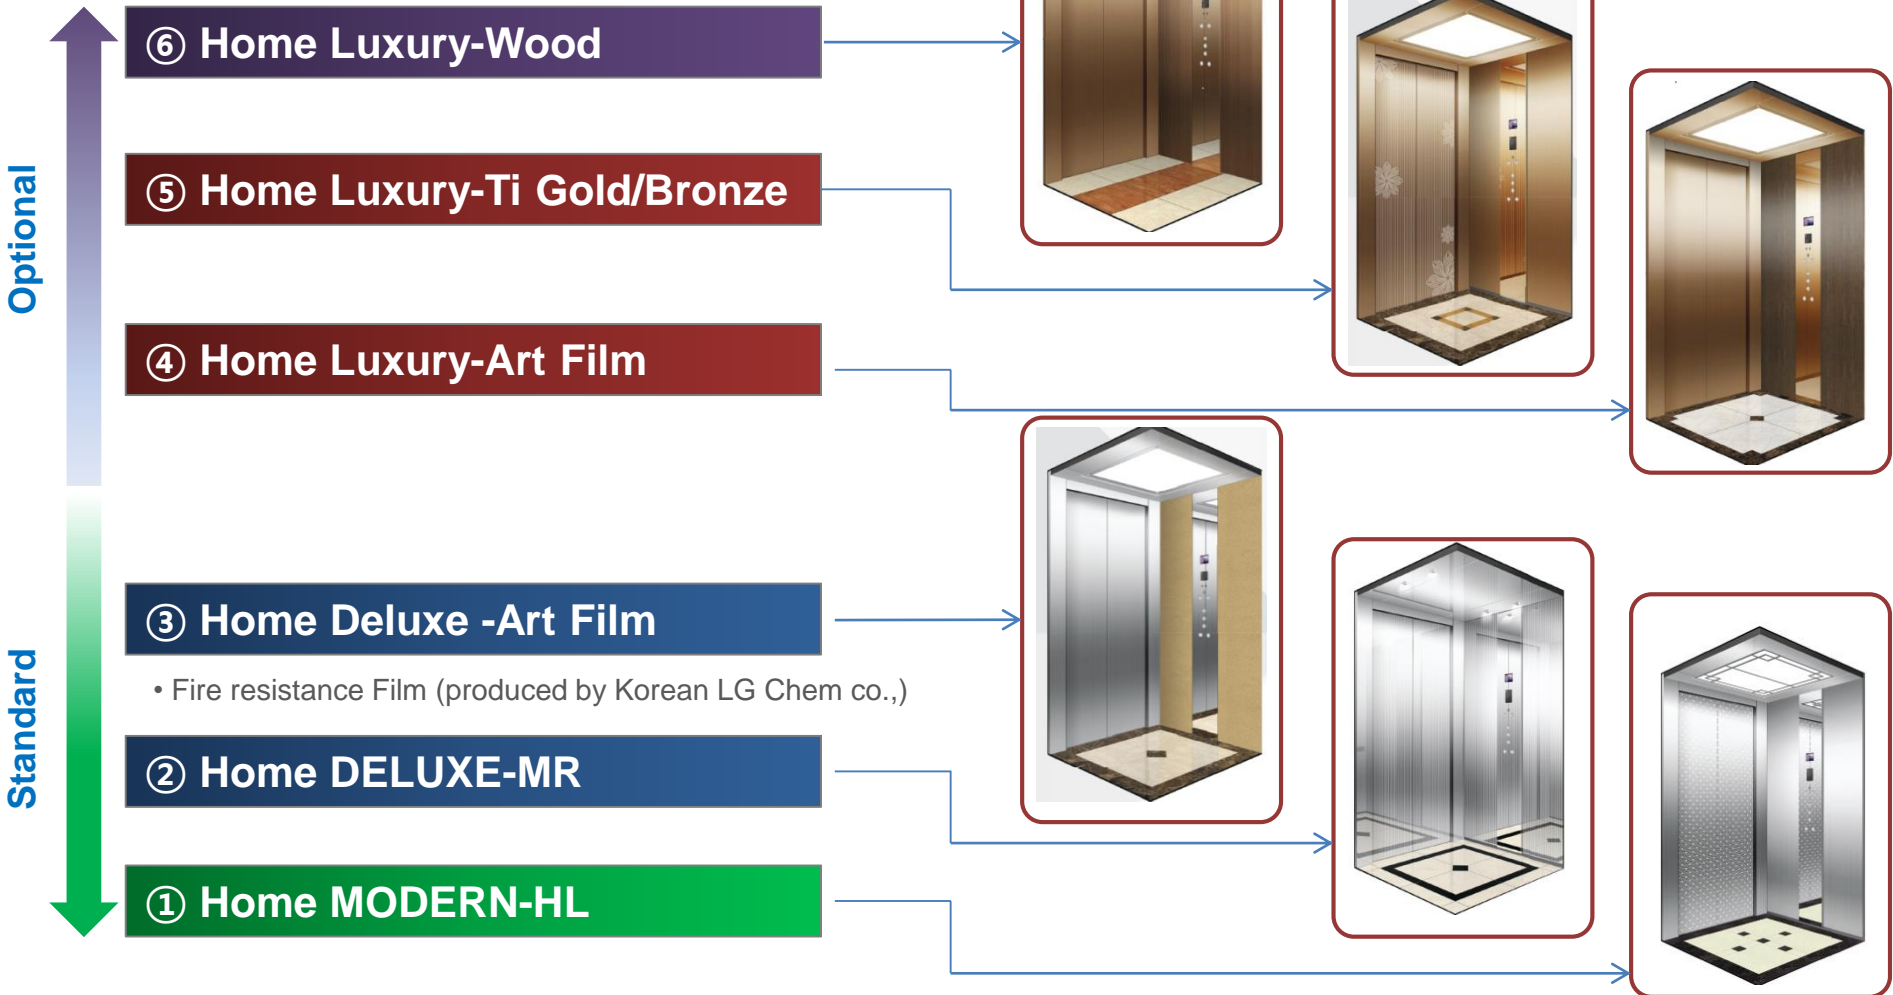 ⑥ Home Luxury-Wood
⑤ Home Luxury-Ti Gold/Bronze
Optional
④ Home Luxury-Art Film
③ Home Deluxe -Art Film
• Fire resistance Film (produced by Korean LG Chem co.,)
Standard
② Home DELUXE-MR
① Home MODERN-HL